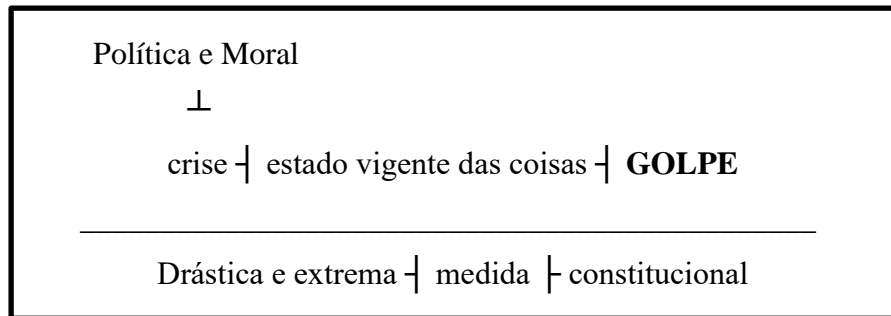 Política e Moral
┴
crise ┤ estado vigente das coisas ┤ GOLPE
Drástica e extrema ┤ medida ├ constitucional